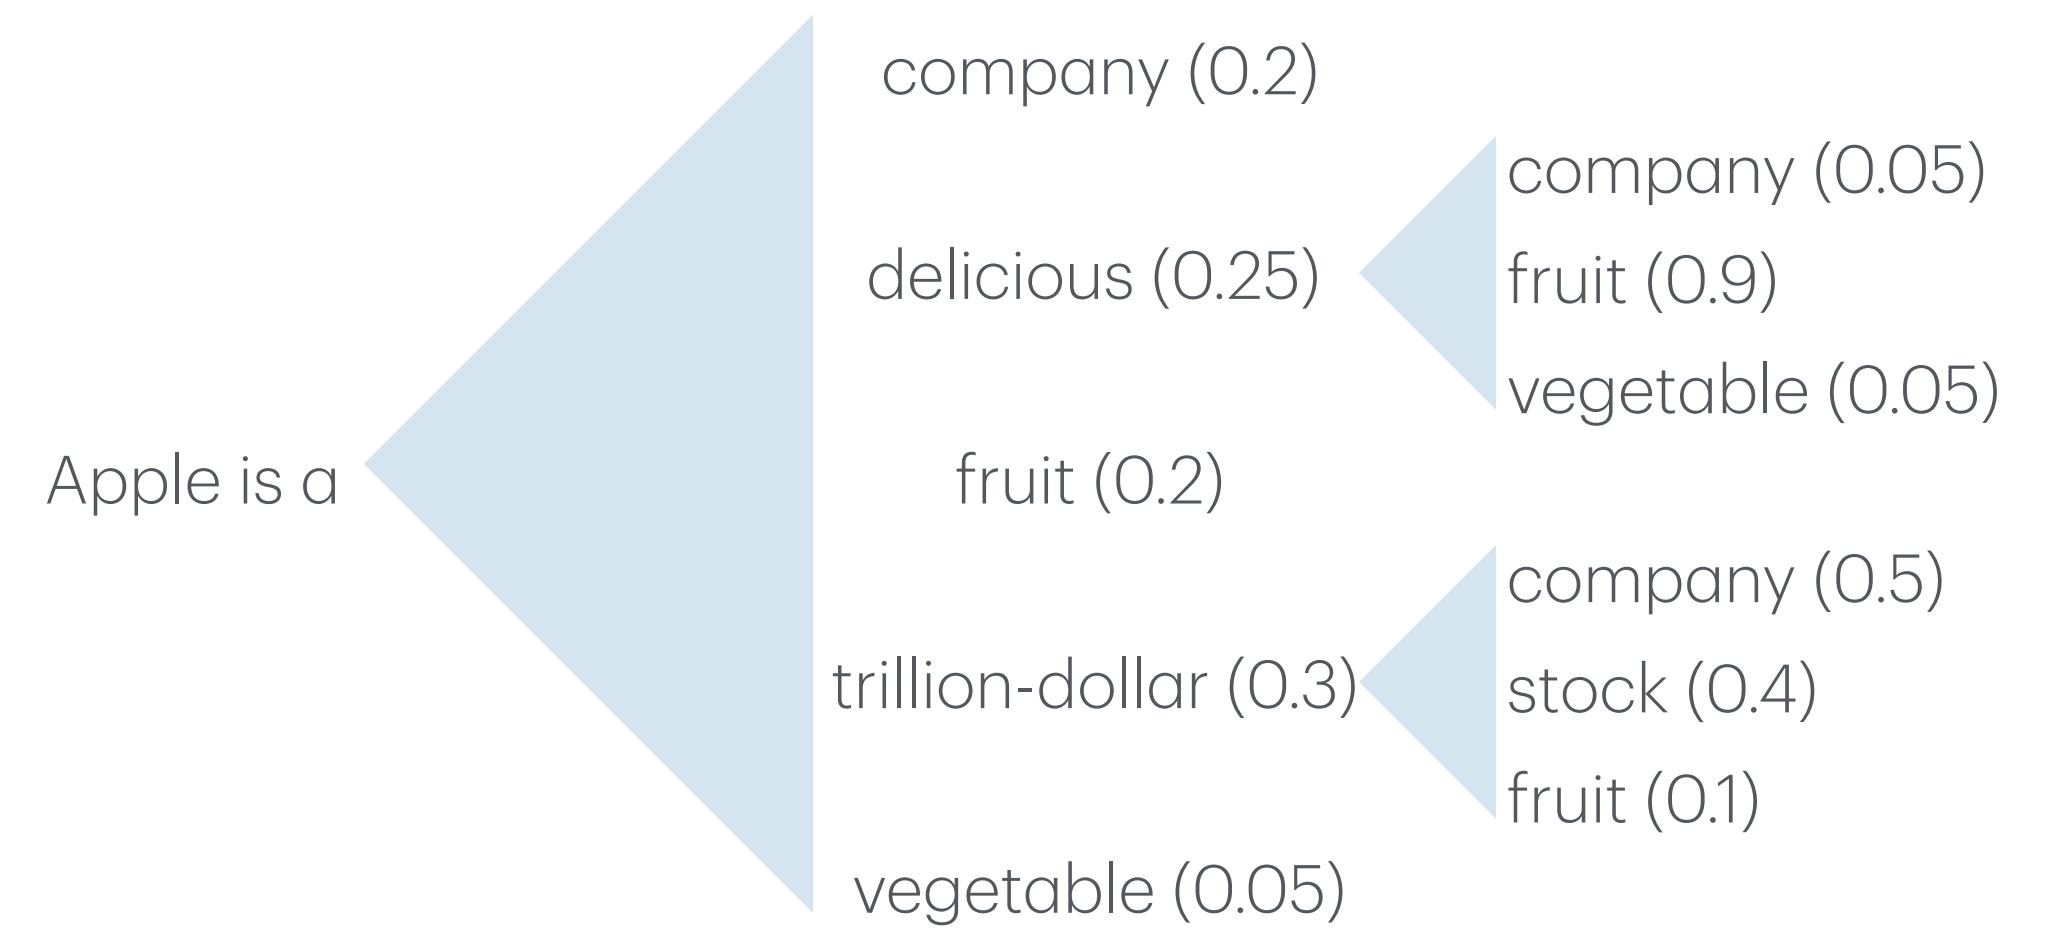 Apple is a
company (0.2)
delicious (0.25)
fruit (0.2)
trillion-dollar (0.3)
vegetable (0.05)
company (0.05)
fruit (0.9)
vegetable (0.05)
company (0.5)
stock (0.4)
fruit (0.1)